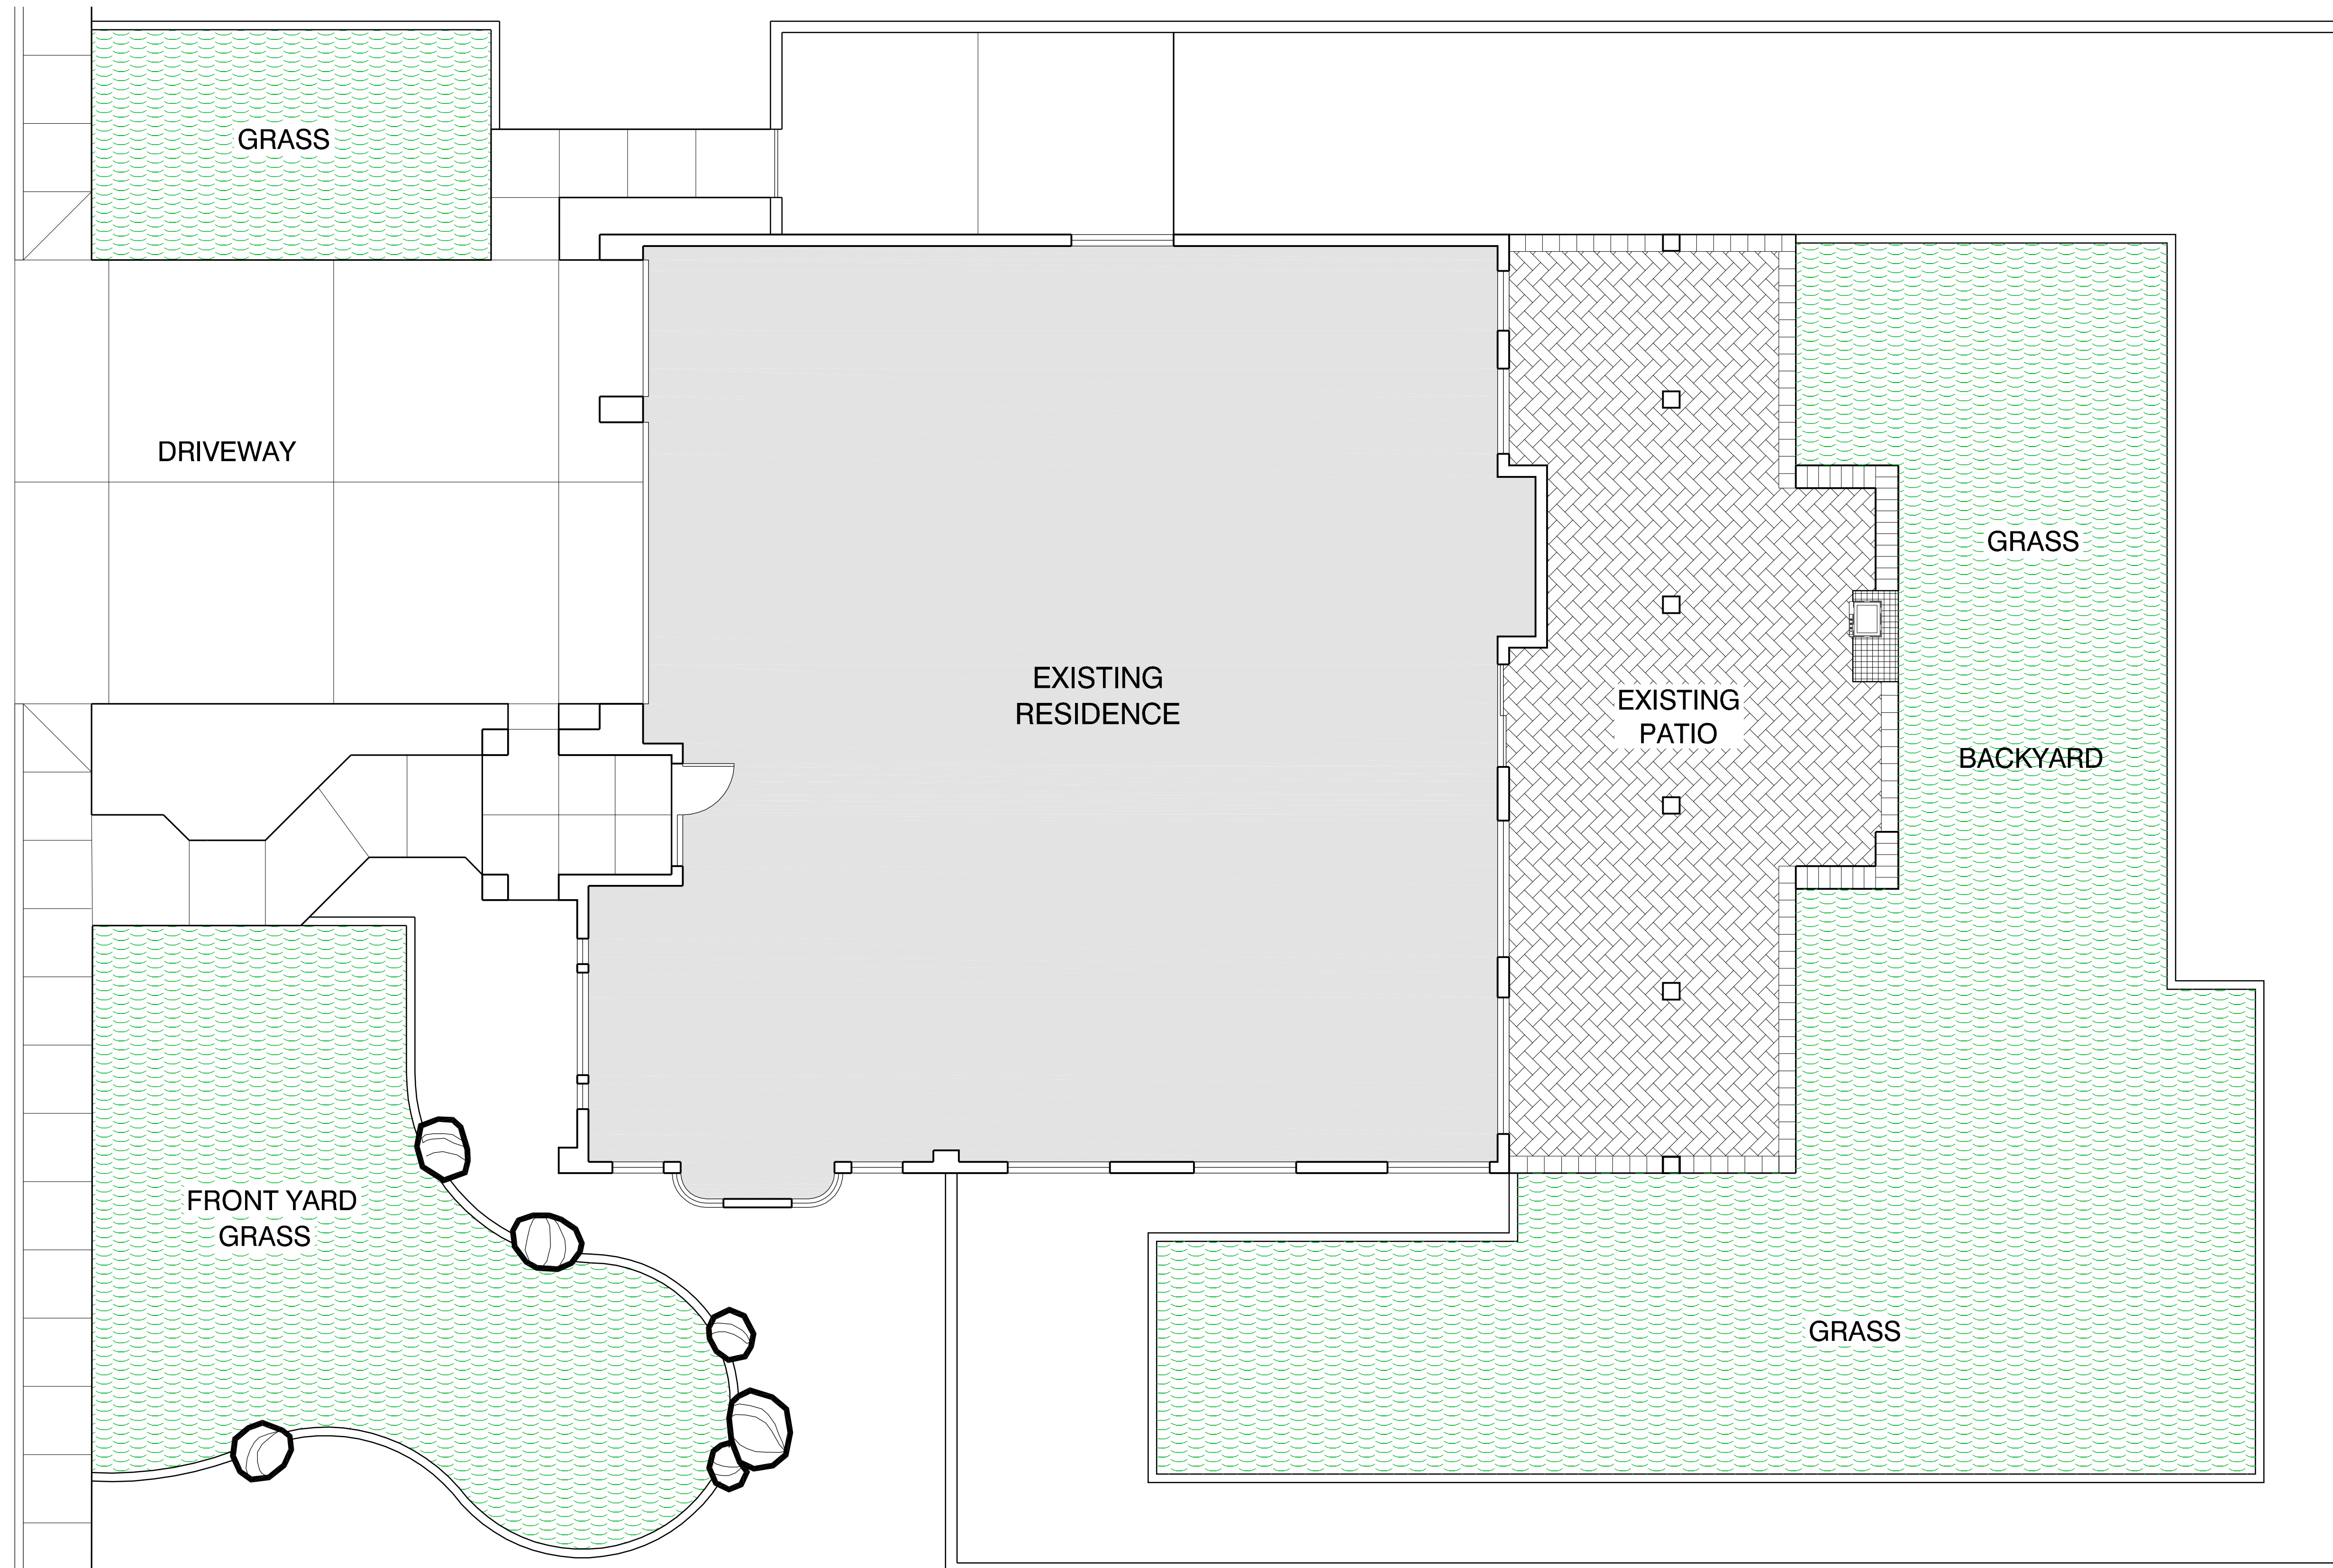 GRASS
DRIVEWAY
GRASS
EXISTING
RESIDENCE
EXISTING
PATIO
BACKYARD
FRONT YARD
GRASS
GRASS